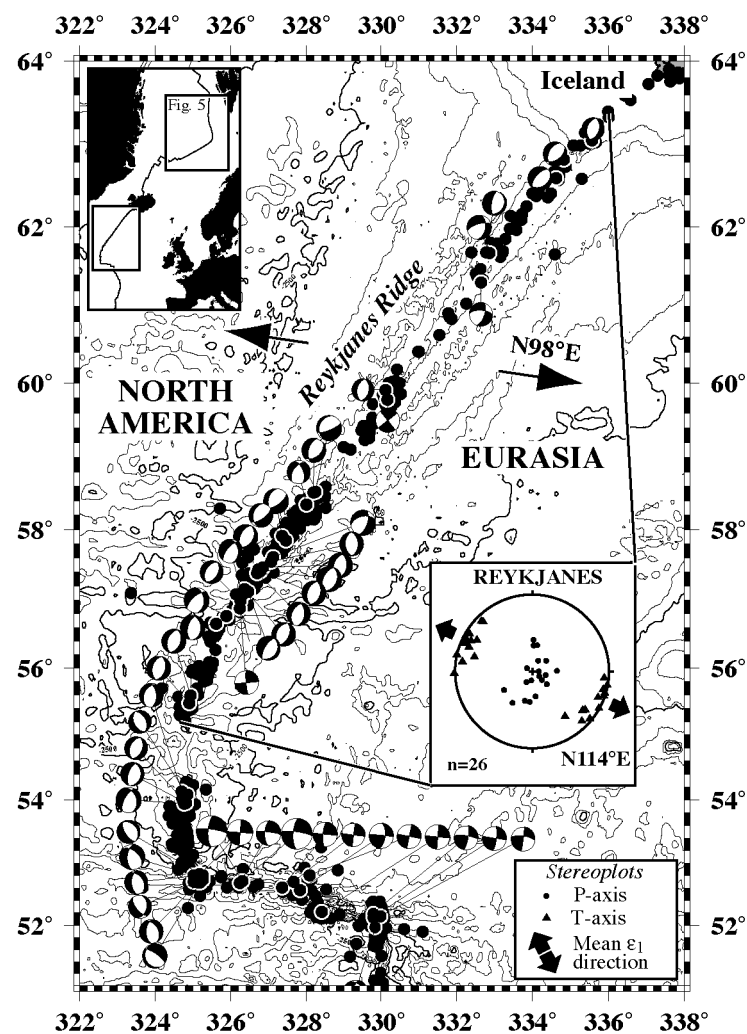 322° 324° 326° 328° 330° 332° 334° 336° 338°
64° 64°
Iceland
Fig. 5
62° 62°
Reykjanes Ridge
N98°E
60° 60°
NORTH
AMERICA
EURASIA
58° 58°
-2500
REYKJANES
56° 56°
N114°E
n=26
54° 54°
Stereoplots
P-axis
T-axis
Mean ε1
direction
52° 52°
322° 324° 326° 328° 330° 332° 334° 336° 338°